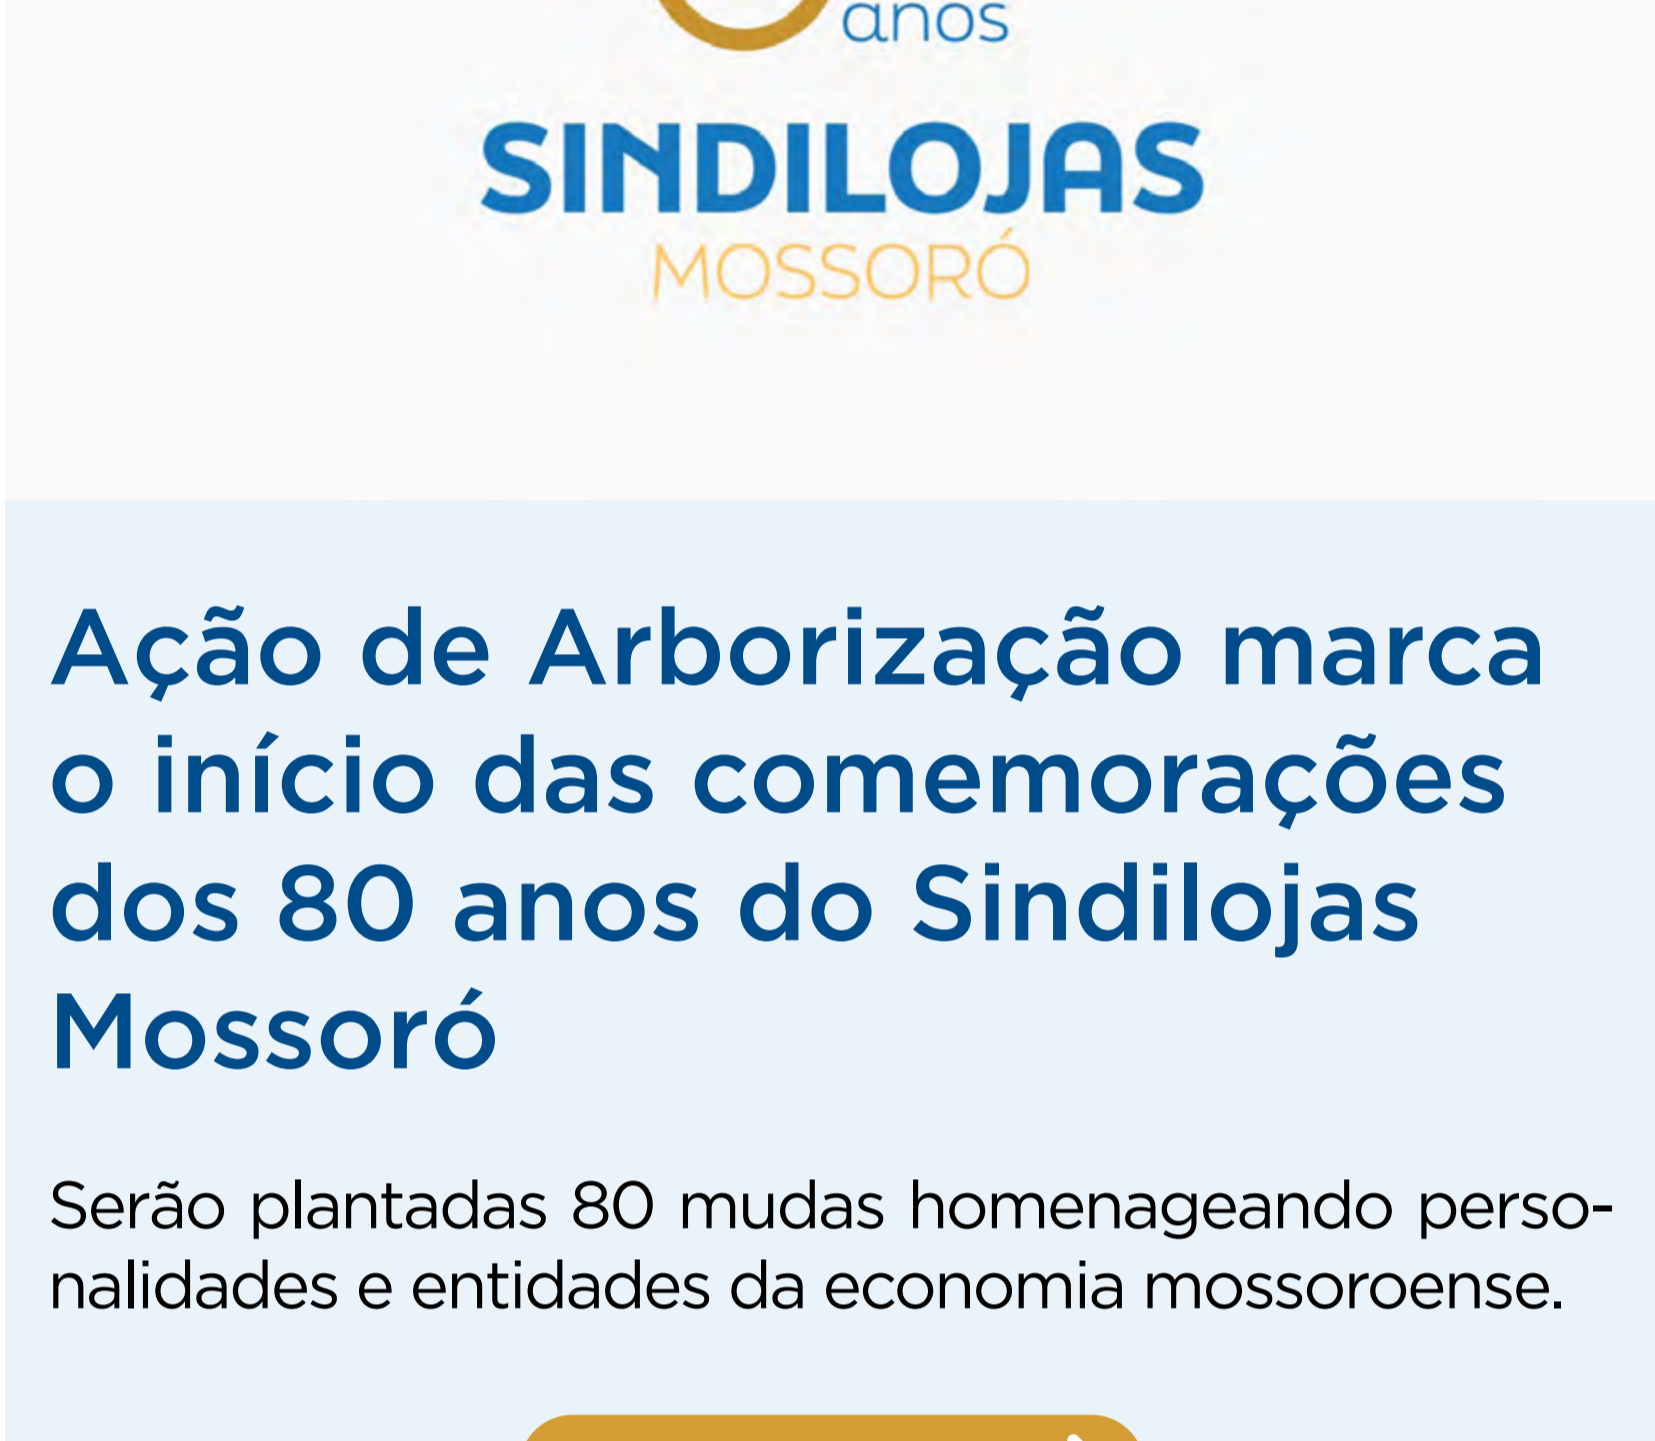 anos
SINDILOJAS
MOSSORÓ
Ação de Arborização marca
o início das comemorações
dos 80 anos do Sindilojas
Mossoró
Serão plantadas 80 mudas homenageando perso-
nalidades e entidades da economia mossoroense.